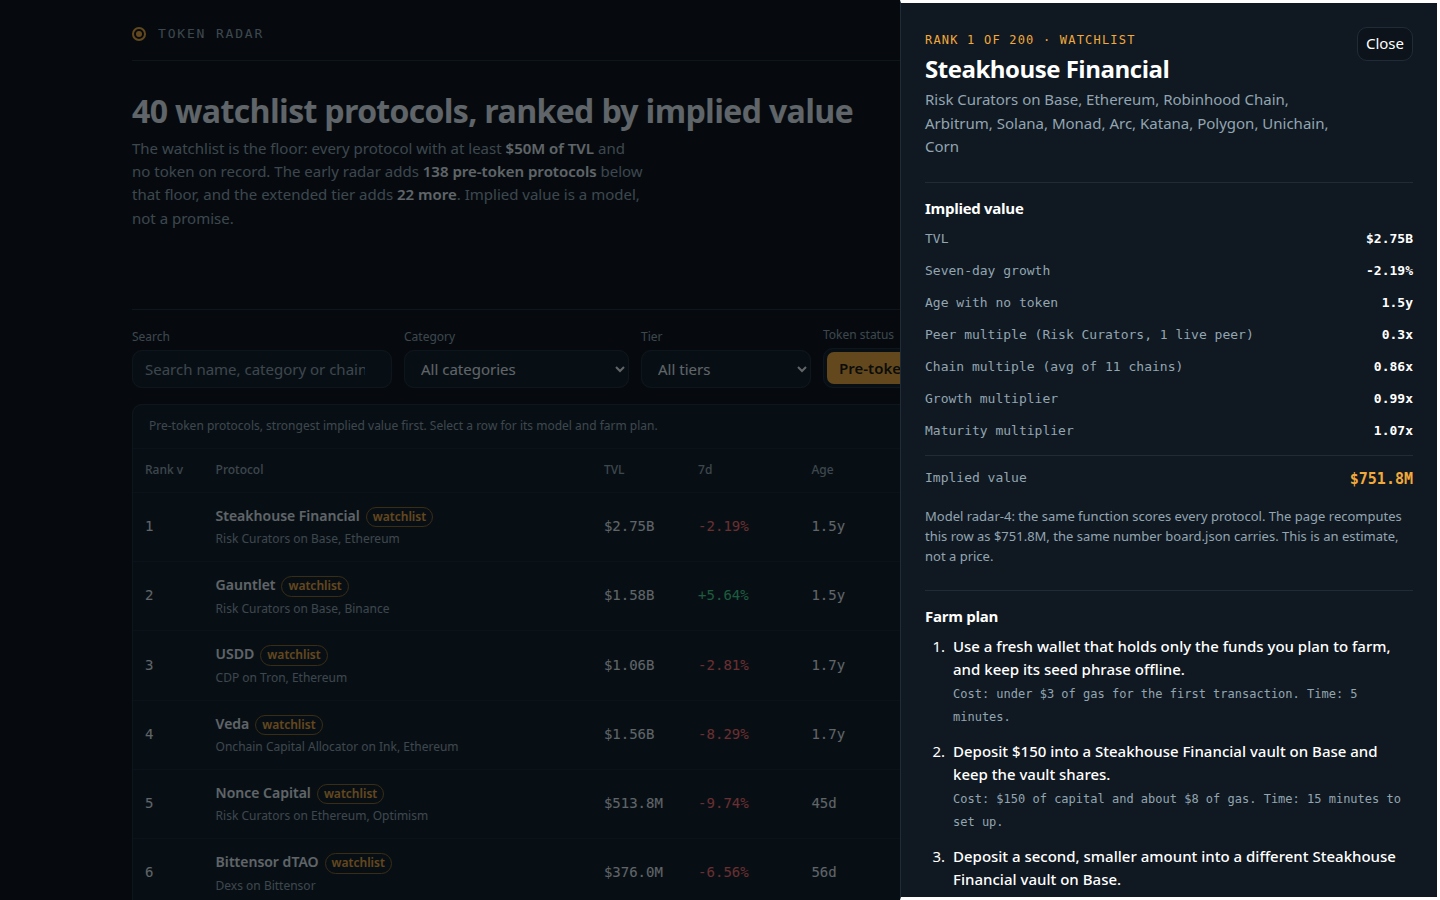 TOKEN RADAR
40 watchlist protocols, ranked by implied value
The watchlist is the floor: every protocol with at least $50M of TVL and
no token on record. The early radar adds 138 pre-token protocols below
that floor, and the extended tier adds 22 more. Implied value is a model,
not a promise.
Search
Category
Tier
Token status
Search name, category or chain
All categories
All tiers
Pre-toke
Pre-token protocols, strongest implied value first. Select a row for its model and farm plan.
Rank v Protocol TVL 7d Age
1 Steakhouse Financial watchlist $2.75B -2.19% 1.5y
Risk Curators on Base, Ethereum
2 Gauntlet watchlist $1.58B +5.64% 1.5y
Risk Curators on Base, Binance
3 USDD watchlist $1.06B -2.81% 1.7y
CDP on Tron, Ethereum
4 Veda watchlist $1.56B -8.29% 1.7y
Onchain Capital Allocator on Ink, Ethereum
5 Nonce Capital watchlist $513.8M -9.74% 45d
Risk Curators on Ethereum, Optimism
6 Bittensor dTAO watchlist $376.0M -6.56% 56d
Dexs on Bittensor
RANK 1 OF 200 · WATCHLIST
Close
Steakhouse Financial
Risk Curators on Base, Ethereum, Robinhood Chain,
Arbitrum, Solana, Monad, Arc, Katana, Polygon, Unichain,
Corn
Implied value
TVL $2.75B
Seven-day growth -2.19%
Age with no token 1.5y
Peer multiple (Risk Curators, 1 live peer) 0.3x
Chain multiple (avg of 11 chains) 0.86x
Growth multiplier 0.99x
Maturity multiplier 1.07x
Implied value $751.8M
Model radar-4: the same function scores every protocol. The page recomputes
this row as $751.8M, the same number board.json carries. This is an estimate,
not a price.
Farm plan
1. Use a fresh wallet that holds only the funds you plan to farm,
and keep its seed phrase offline.
Cost: under $3 of gas for the first transaction. Time: 5
minutes.
2. Deposit $150 into a Steakhouse Financial vault on Base and
keep the vault shares.
Cost: $150 of capital and about $8 of gas. Time: 15 minutes to
set up.
3. Deposit a second, smaller amount into a different Steakhouse
Financial vault on Base.